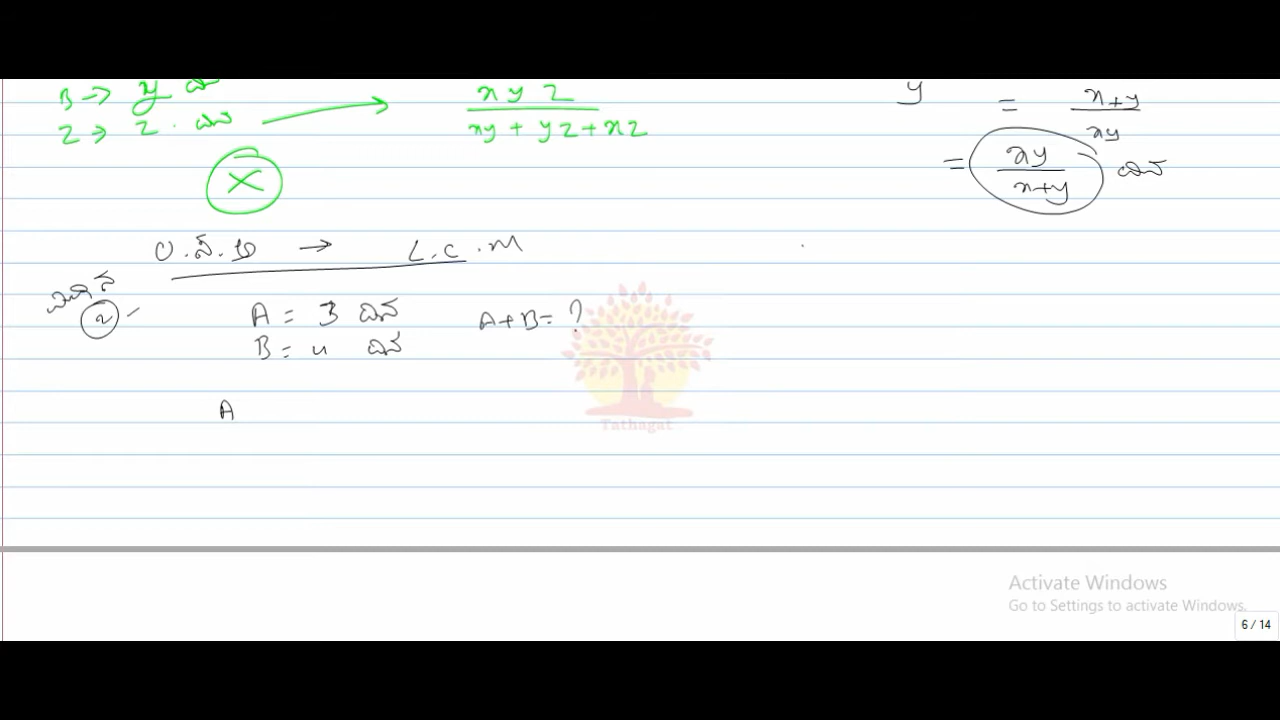 B → y ದಿನ
Z → Z . ದಿನ → xyz / xy + yz + xz
y = x+y / xy
= xy / x+y ದಿನ
X
ಲ.ಸ.ಅ → L.C.M
ವಿಧಾನ
2 -
A = 3 ದಿನ A+B= ?
B = 4 ದಿನ
A
Tathagat
Activate Windows
Go to Settings to activate Windows.
6 / 14